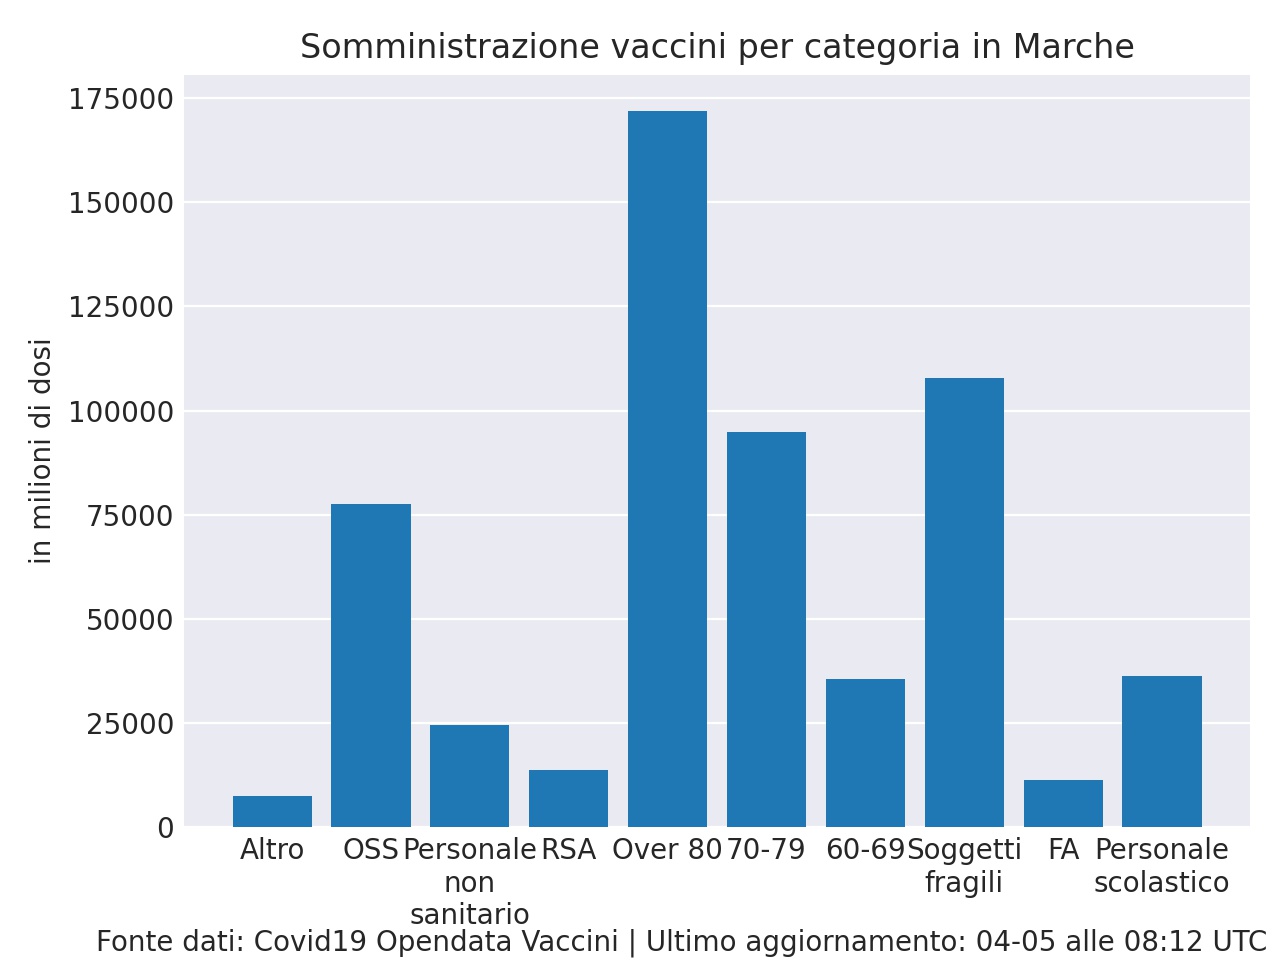 Somministrazione vaccini per categoria in Marche
in milioni di dosi
175000
150000
125000
100000
75000
50000
25000
0
Altro
OSS
Personale
non
sanitario
RSA
Over 80
70-79
60-69
Soggetti
fragili
FA
Personale
scolastico
Fonte dati: Covid19 Opendata Vaccini | Ultimo aggiornamento: 04-05 alle 08:12 UTC